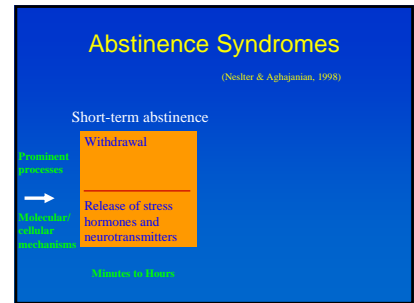 Abstinence Syndromes
(Neslter & Aghajanian, 1998)
Short-term abstinence
Withdrawal
Prominent
processes
Release of stress
hormones and
neurotransmitters
Molecular/
cellular
mechanisms
Minutes to Hours